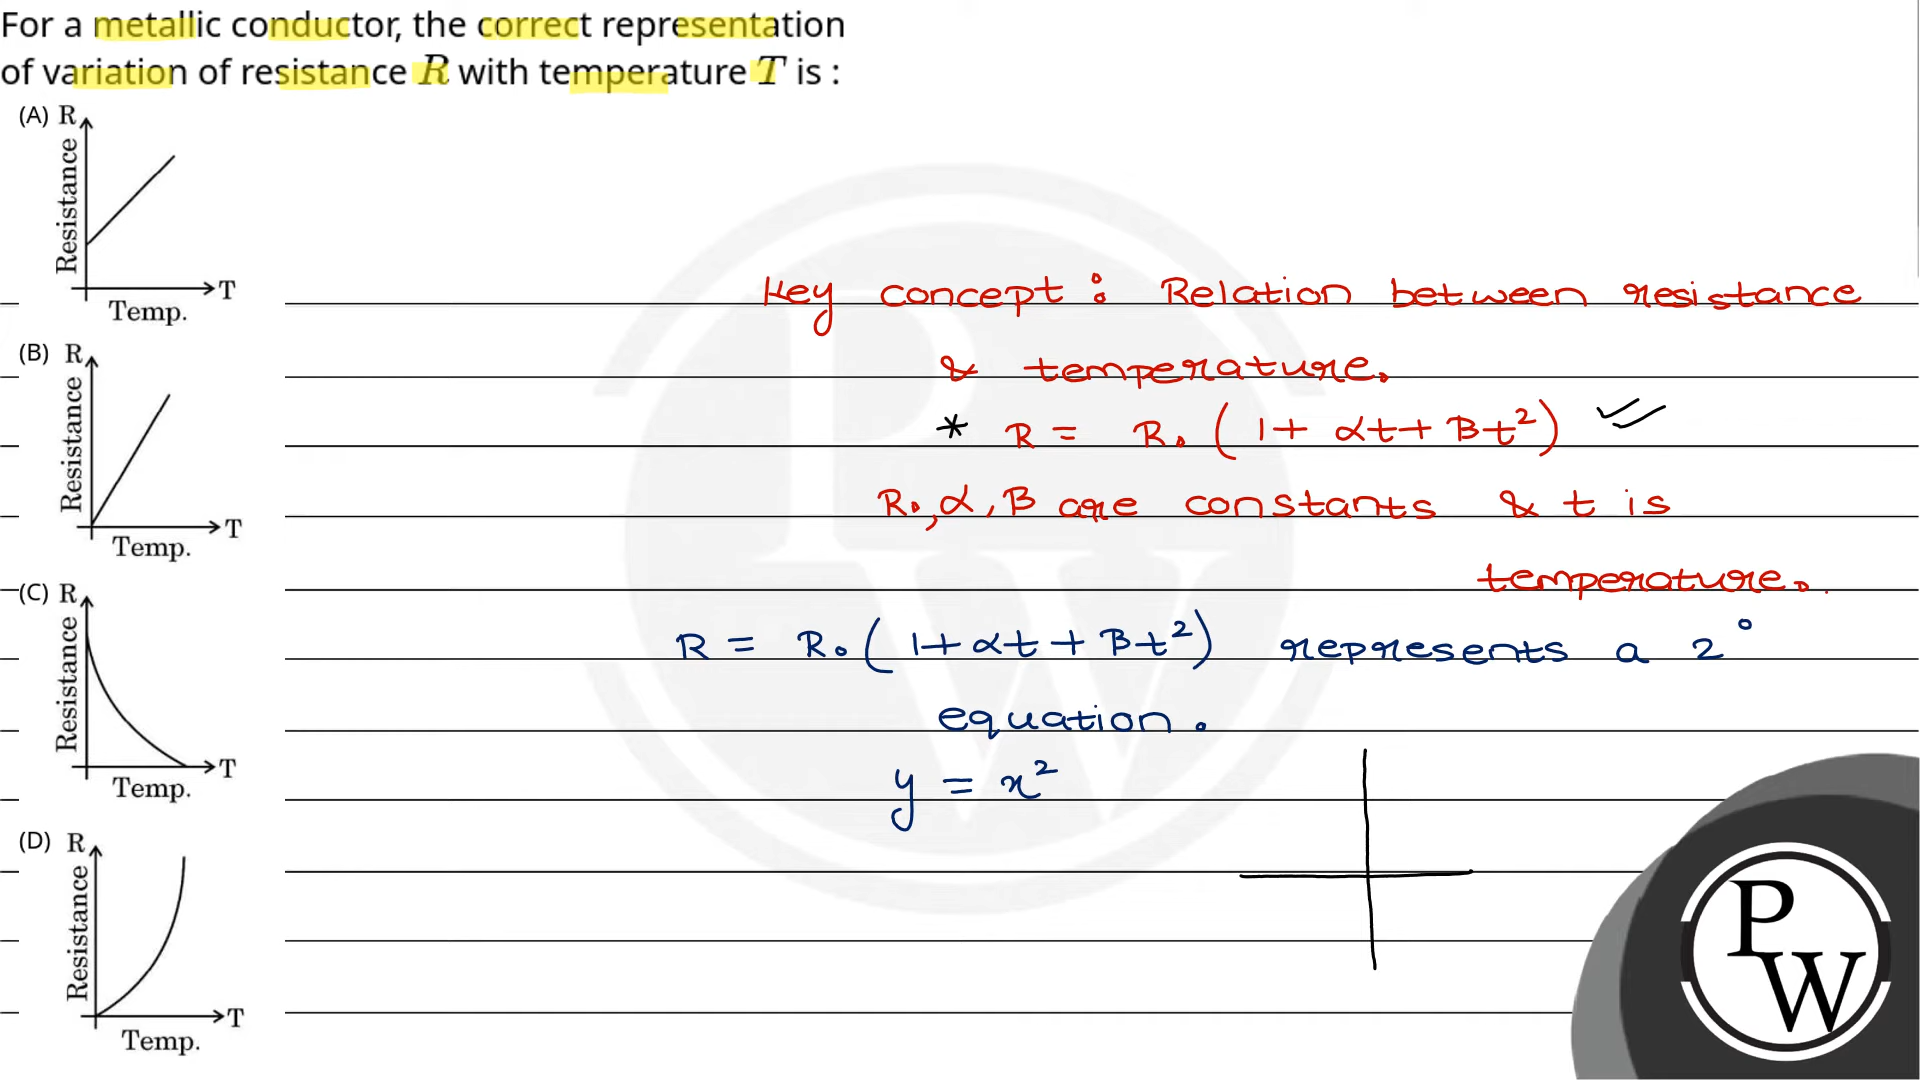 For a metallic conductor, the correct representation
of variation of resistance R with temperature T is :
(A) R
Resistance
T
Temp.
(B) R
Resistance
T
Temp.
(C) R
Resistance
T
Temp.
(D) R
Resistance
T
Temp.
Key concept : Relation between resistance
& temperature.
* R = R₀ ( 1 + αt + Bt² )
R₀, α, B are constants & t is
temperature.
R = R₀ ( 1 + αt + Bt² ) represents a 2°
equation.
y = x²
P
W
P
W